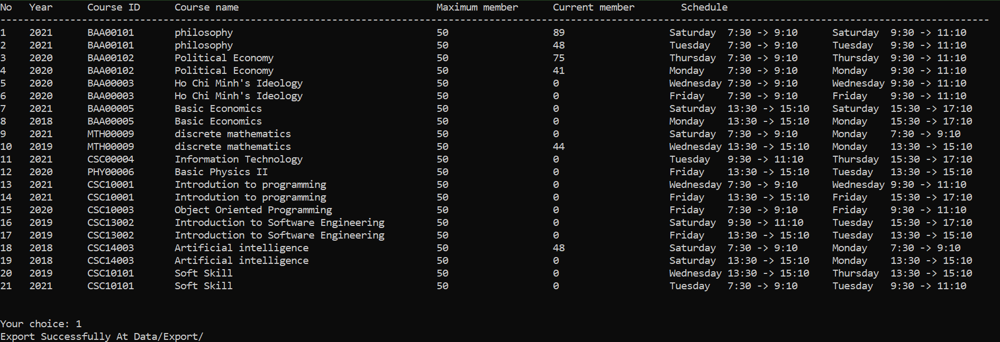 No Year Course ID Course name Maximum member Current member Schedule
--------------------------------------------------------------------------------------------------------------------------------------------------------------------------
1 2021 BAA00101 philosophy 50 89 Saturday 7:30 -> 9:10 Saturday 9:30 -> 11:10
2 2021 BAA00101 philosophy 50 48 Tuesday 7:30 -> 9:10 Tuesday 9:30 -> 11:10
3 2020 BAA00102 Political Economy 50 75 Thursday 7:30 -> 9:10 Thursday 9:30 -> 11:10
4 2020 BAA00102 Political Economy 50 41 Monday 7:30 -> 9:10 Monday 9:30 -> 11:10
5 2020 BAA00003 Ho Chi Minh's Ideology 50 0 Wednesday 7:30 -> 9:10 Wednesday 9:30 -> 11:10
6 2020 BAA00003 Ho Chi Minh's Ideology 50 0 Friday 7:30 -> 9:10 Friday 9:30 -> 11:10
7 2021 BAA00005 Basic Economics 50 0 Saturday 13:30 -> 15:10 Saturday 15:30 -> 17:10
8 2018 BAA00005 Basic Economics 50 0 Monday 13:30 -> 15:10 Monday 15:30 -> 17:10
9 2021 MTH00009 discrete mathematics 50 0 Saturday 7:30 -> 9:10 Monday 7:30 -> 9:10
10 2019 MTH00009 discrete mathematics 50 44 Wednesday 13:30 -> 15:10 Monday 13:30 -> 15:10
11 2021 CSC00004 Information Technology 50 0 Tuesday 9:30 -> 11:10 Thursday 15:30 -> 17:10
12 2020 PHY00006 Basic Physics II 50 0 Friday 13:30 -> 15:10 Tuesday 13:30 -> 15:10
13 2021 CSC10001 Introdution to programming 50 0 Wednesday 7:30 -> 9:10 Wednesday 9:30 -> 11:10
14 2021 CSC10001 Introdution to programming 50 0 Friday 13:30 -> 15:10 Friday 15:30 -> 17:10
15 2020 CSC10003 Object Oriented Programming 50 0 Friday 7:30 -> 9:10 Friday 9:30 -> 11:10
16 2019 CSC13002 Introduction to Software Engineering 50 0 Saturday 9:30 -> 11:10 Tuesday 15:30 -> 17:10
17 2019 CSC13002 Introduction to Software Engineering 50 0 Friday 13:30 -> 15:10 Tuesday 13:30 -> 15:10
18 2018 CSC14003 Artificial intelligence 50 48 Saturday 7:30 -> 9:10 Monday 7:30 -> 9:10
19 2018 CSC14003 Artificial intelligence 50 0 Saturday 13:30 -> 15:10 Monday 13:30 -> 15:10
20 2019 CSC10101 Soft Skill 50 0 Wednesday 13:30 -> 15:10 Thursday 13:30 -> 15:10
21 2021 CSC10101 Soft Skill 50 0 Tuesday 7:30 -> 9:10 Tuesday 9:30 -> 11:10
Your choice: 1
Export Successfully At Data/Export/